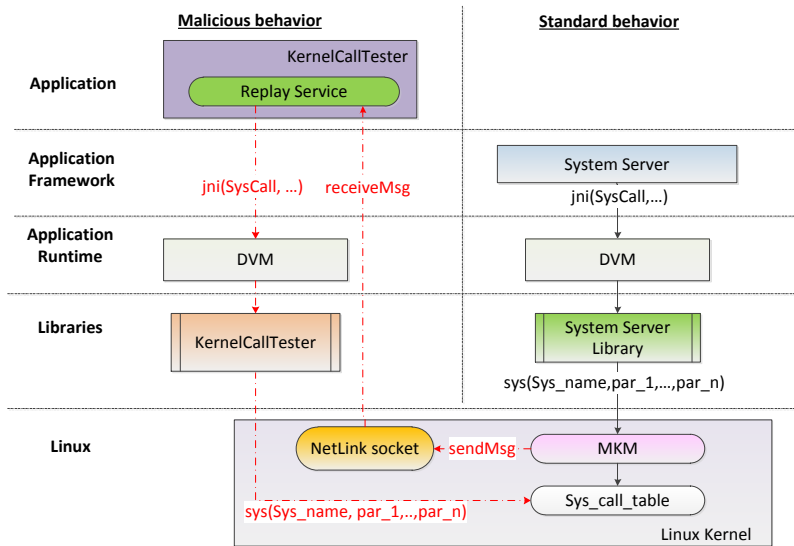 Malicious behavior
Standard behavior
KernelCallTester
Application
Replay Service
Application
Framework
System Server
jni(SysCall, ...)
receiveMsg
jni(SysCall,...)
Application
Runtime
DVM
DVM
Libraries
KernelCallTester
System Server
Library
sys(Sys_name,par_1,...,par_n)
Linux
NetLink socket
sendMsg
MKM
sys(Sys_name, par_1,..,par_n)
Sys_call_table
Linux Kernel